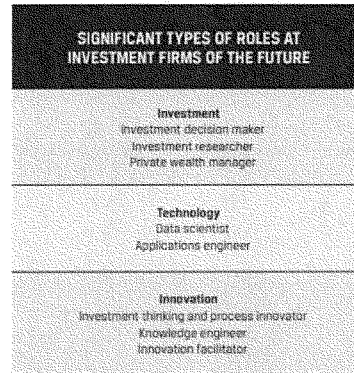 SIGNIFICANT TYPES OF ROLES AT
INVESTMENT FIRMS OF THE FUTURE
Investment
Investment decision maker
Investment researcher
Private wealth manager
Technology
Data scientist
Applications engineer
Innovation
Investment thinking and process innovator
Knowledge engineer
Innovation facilitator